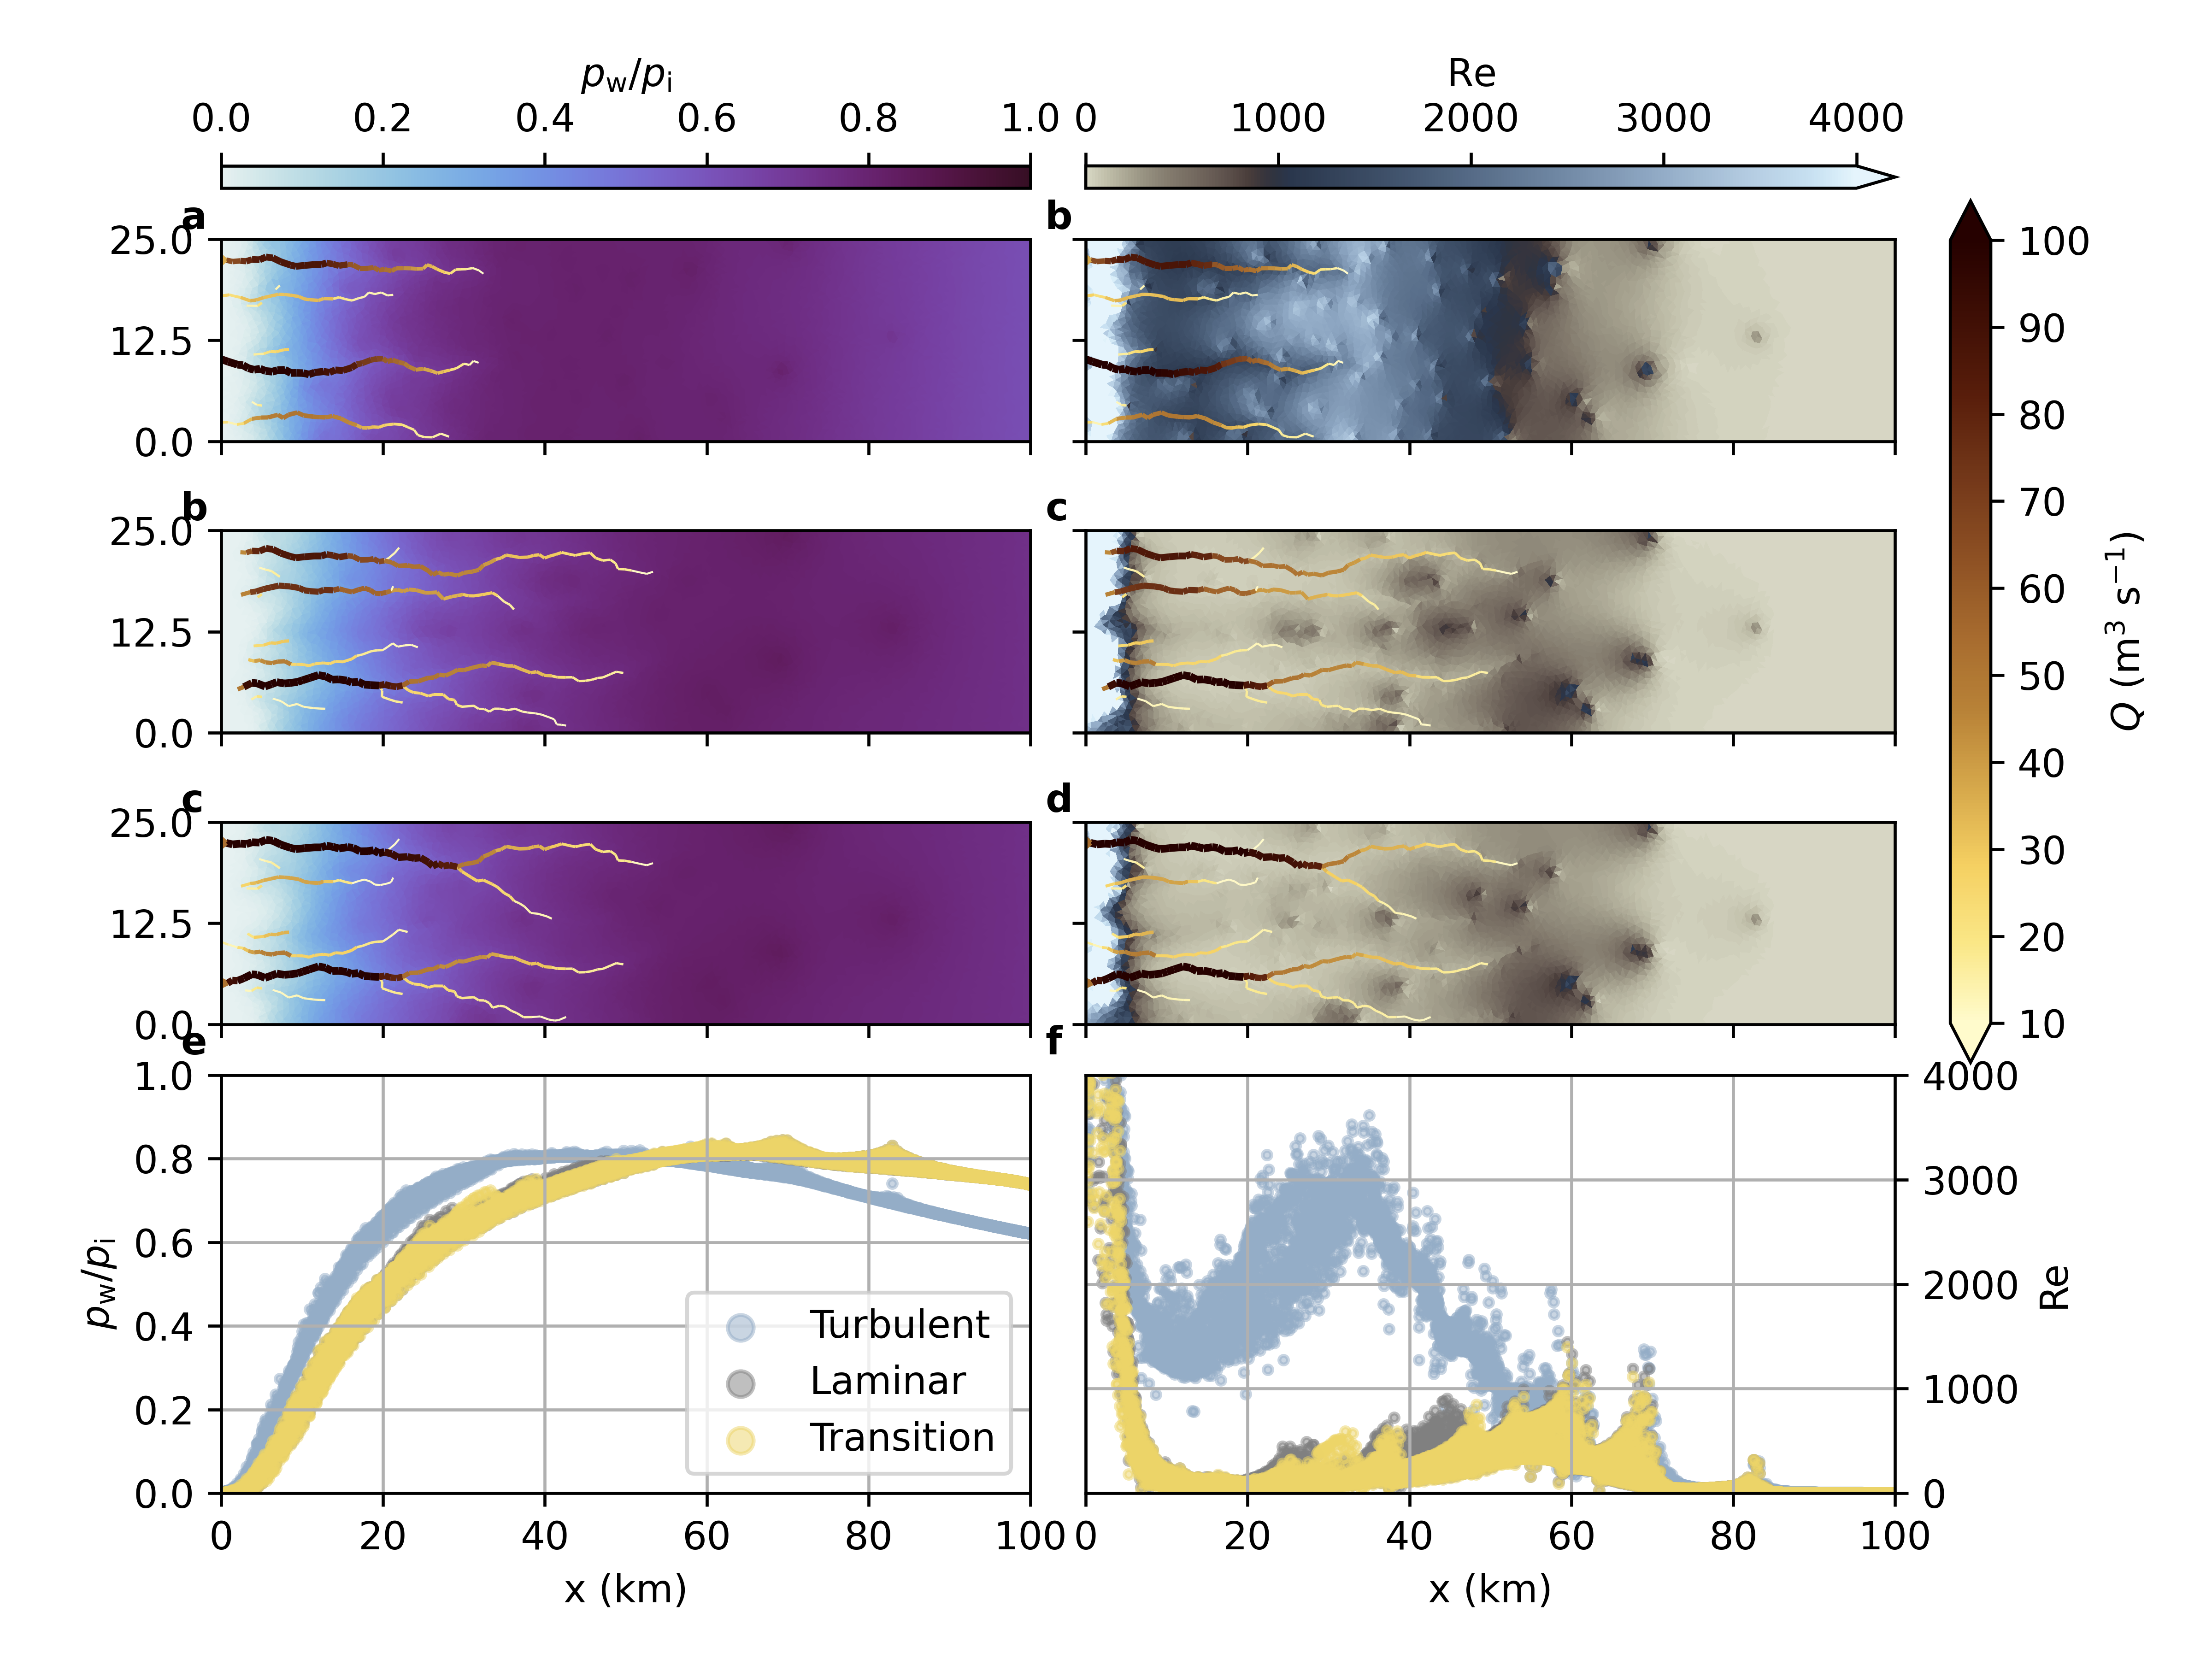 p_w/p_i
0.0 0.2 0.4 0.6 0.8 1.0
Re
0 1000 2000 3000 4000
a
25.0
12.5
0.0
b
b
25.0
12.5
0.0
c
c
25.0
12.5
0.0
d
100
90
80
70
60
50
40
30
20
10
Q (m³ s⁻¹)
e
1.0
0.8
0.6
0.4
0.2
0.0
p_w/p_i
Turbulent
Laminar
Transition
0 20 40 60 80 100
x (km)
f
4000
3000
2000
1000
0
Re
0 20 40 60 80 100
x (km)